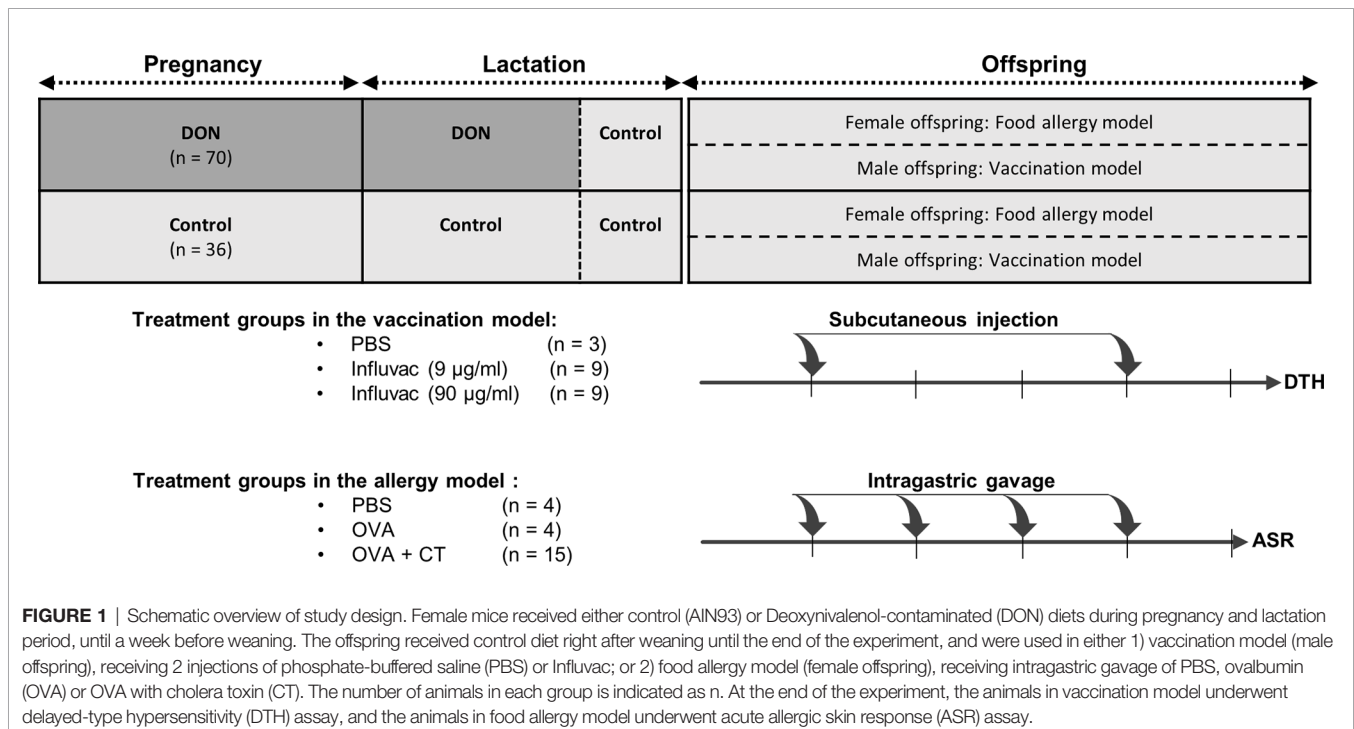 Pregnancy
Lactation
Offspring
DON
(n = 70)
DON
Control
Female offspring: Food allergy model
Male offspring: Vaccination model
Control
(n = 36)
Control
Control
Female offspring: Food allergy model
Male offspring: Vaccination model
Treatment groups in the vaccination model:
• PBS (n = 3)
• Influvac (9 µg/ml) (n = 9)
• Influvac (90 µg/ml) (n = 9)
Subcutaneous injection
DTH
Treatment groups in the allergy model :
• PBS (n = 4)
• OVA (n = 4)
• OVA + CT (n = 15)
Intragastric gavage
ASR
FIGURE 1 | Schematic overview of study design. Female mice received either control (AIN93) or Deoxynivalenol-contaminated (DON) diets during pregnancy and lactation
period, until a week before weaning. The offspring received control diet right after weaning until the end of the experiment, and were used in either 1) vaccination model (male
offspring), receiving 2 injections of phosphate-buffered saline (PBS) or Influvac; or 2) food allergy model (female offspring), receiving intragastric gavage of PBS, ovalbumin
(OVA) or OVA with cholera toxin (CT). The number of animals in each group is indicated as n. At the end of the experiment, the animals in vaccination model underwent
delayed-type hypersensitivity (DTH) assay, and the animals in food allergy model underwent acute allergic skin response (ASR) assay.